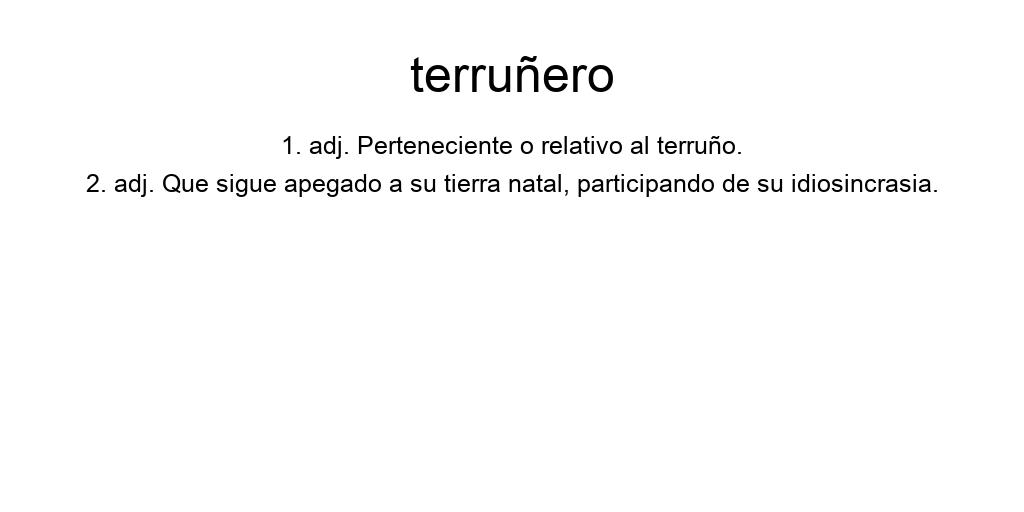 terruñero
1. adj. Perteneciente o relativo al terruño.
2. adj. Que sigue apegado a su tierra natal, participando de su idiosincrasia.